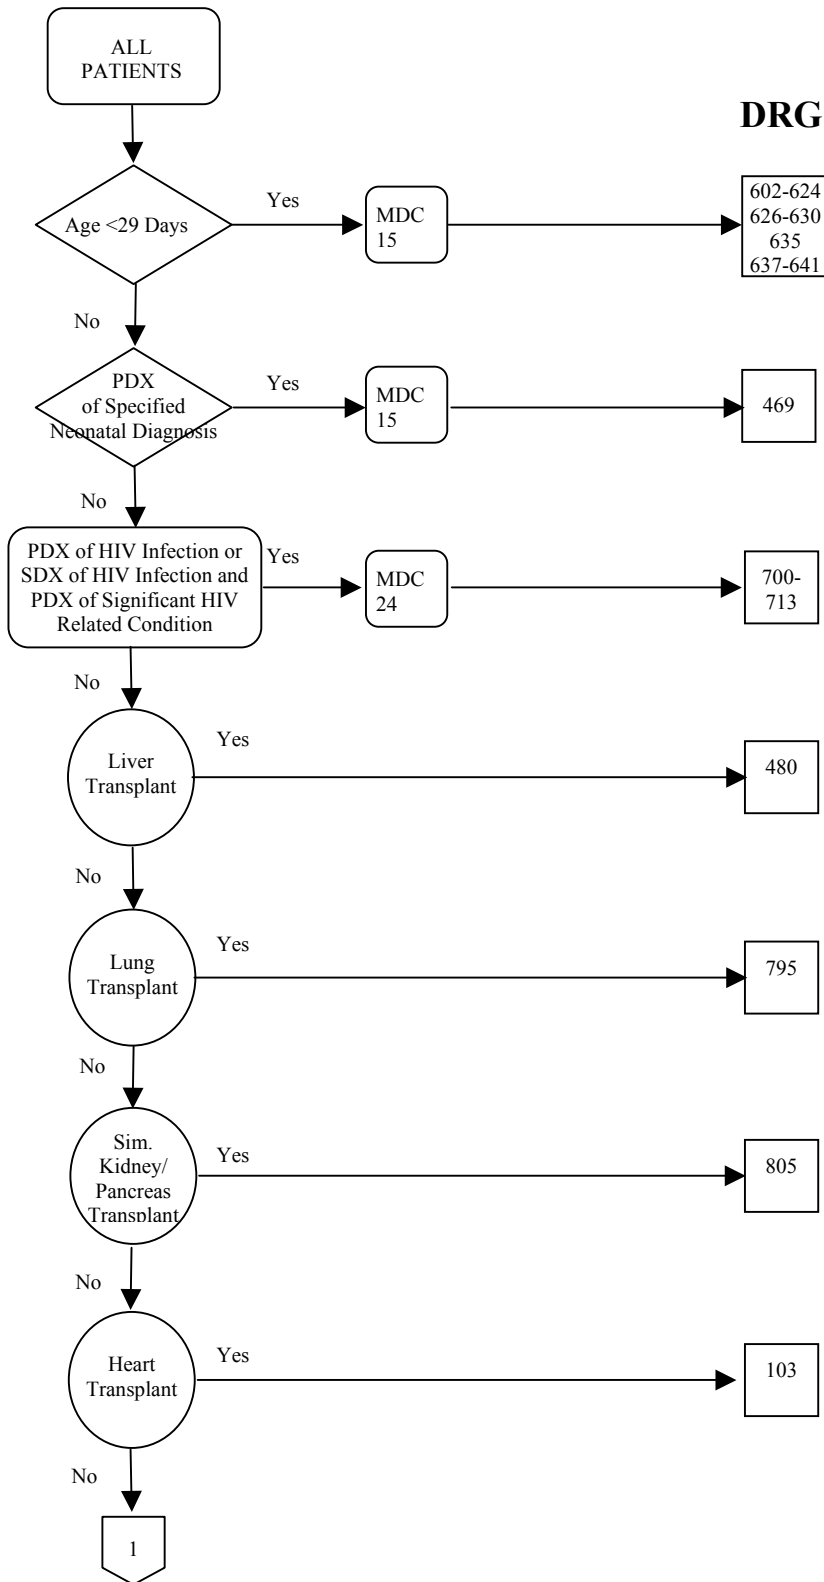 ALL
PATIENTS
DRG
Age <29 Days
Yes
MDC
15
602-624
626-630
635
637-641
No
PDX
of Specified
Neonatal Diagnosis
Yes
MDC
15
469
No
PDX of HIV Infection or
SDX of HIV Infection and
PDX of Significant HIV
Related Condition
Yes
MDC
24
700-
713
No
Liver
Transplant
Yes
480
No
Lung
Transplant
Yes
795
No
Sim.
Kidney/
Pancreas
Transplant
Yes
805
No
Heart
Transplant
Yes
103
No
1